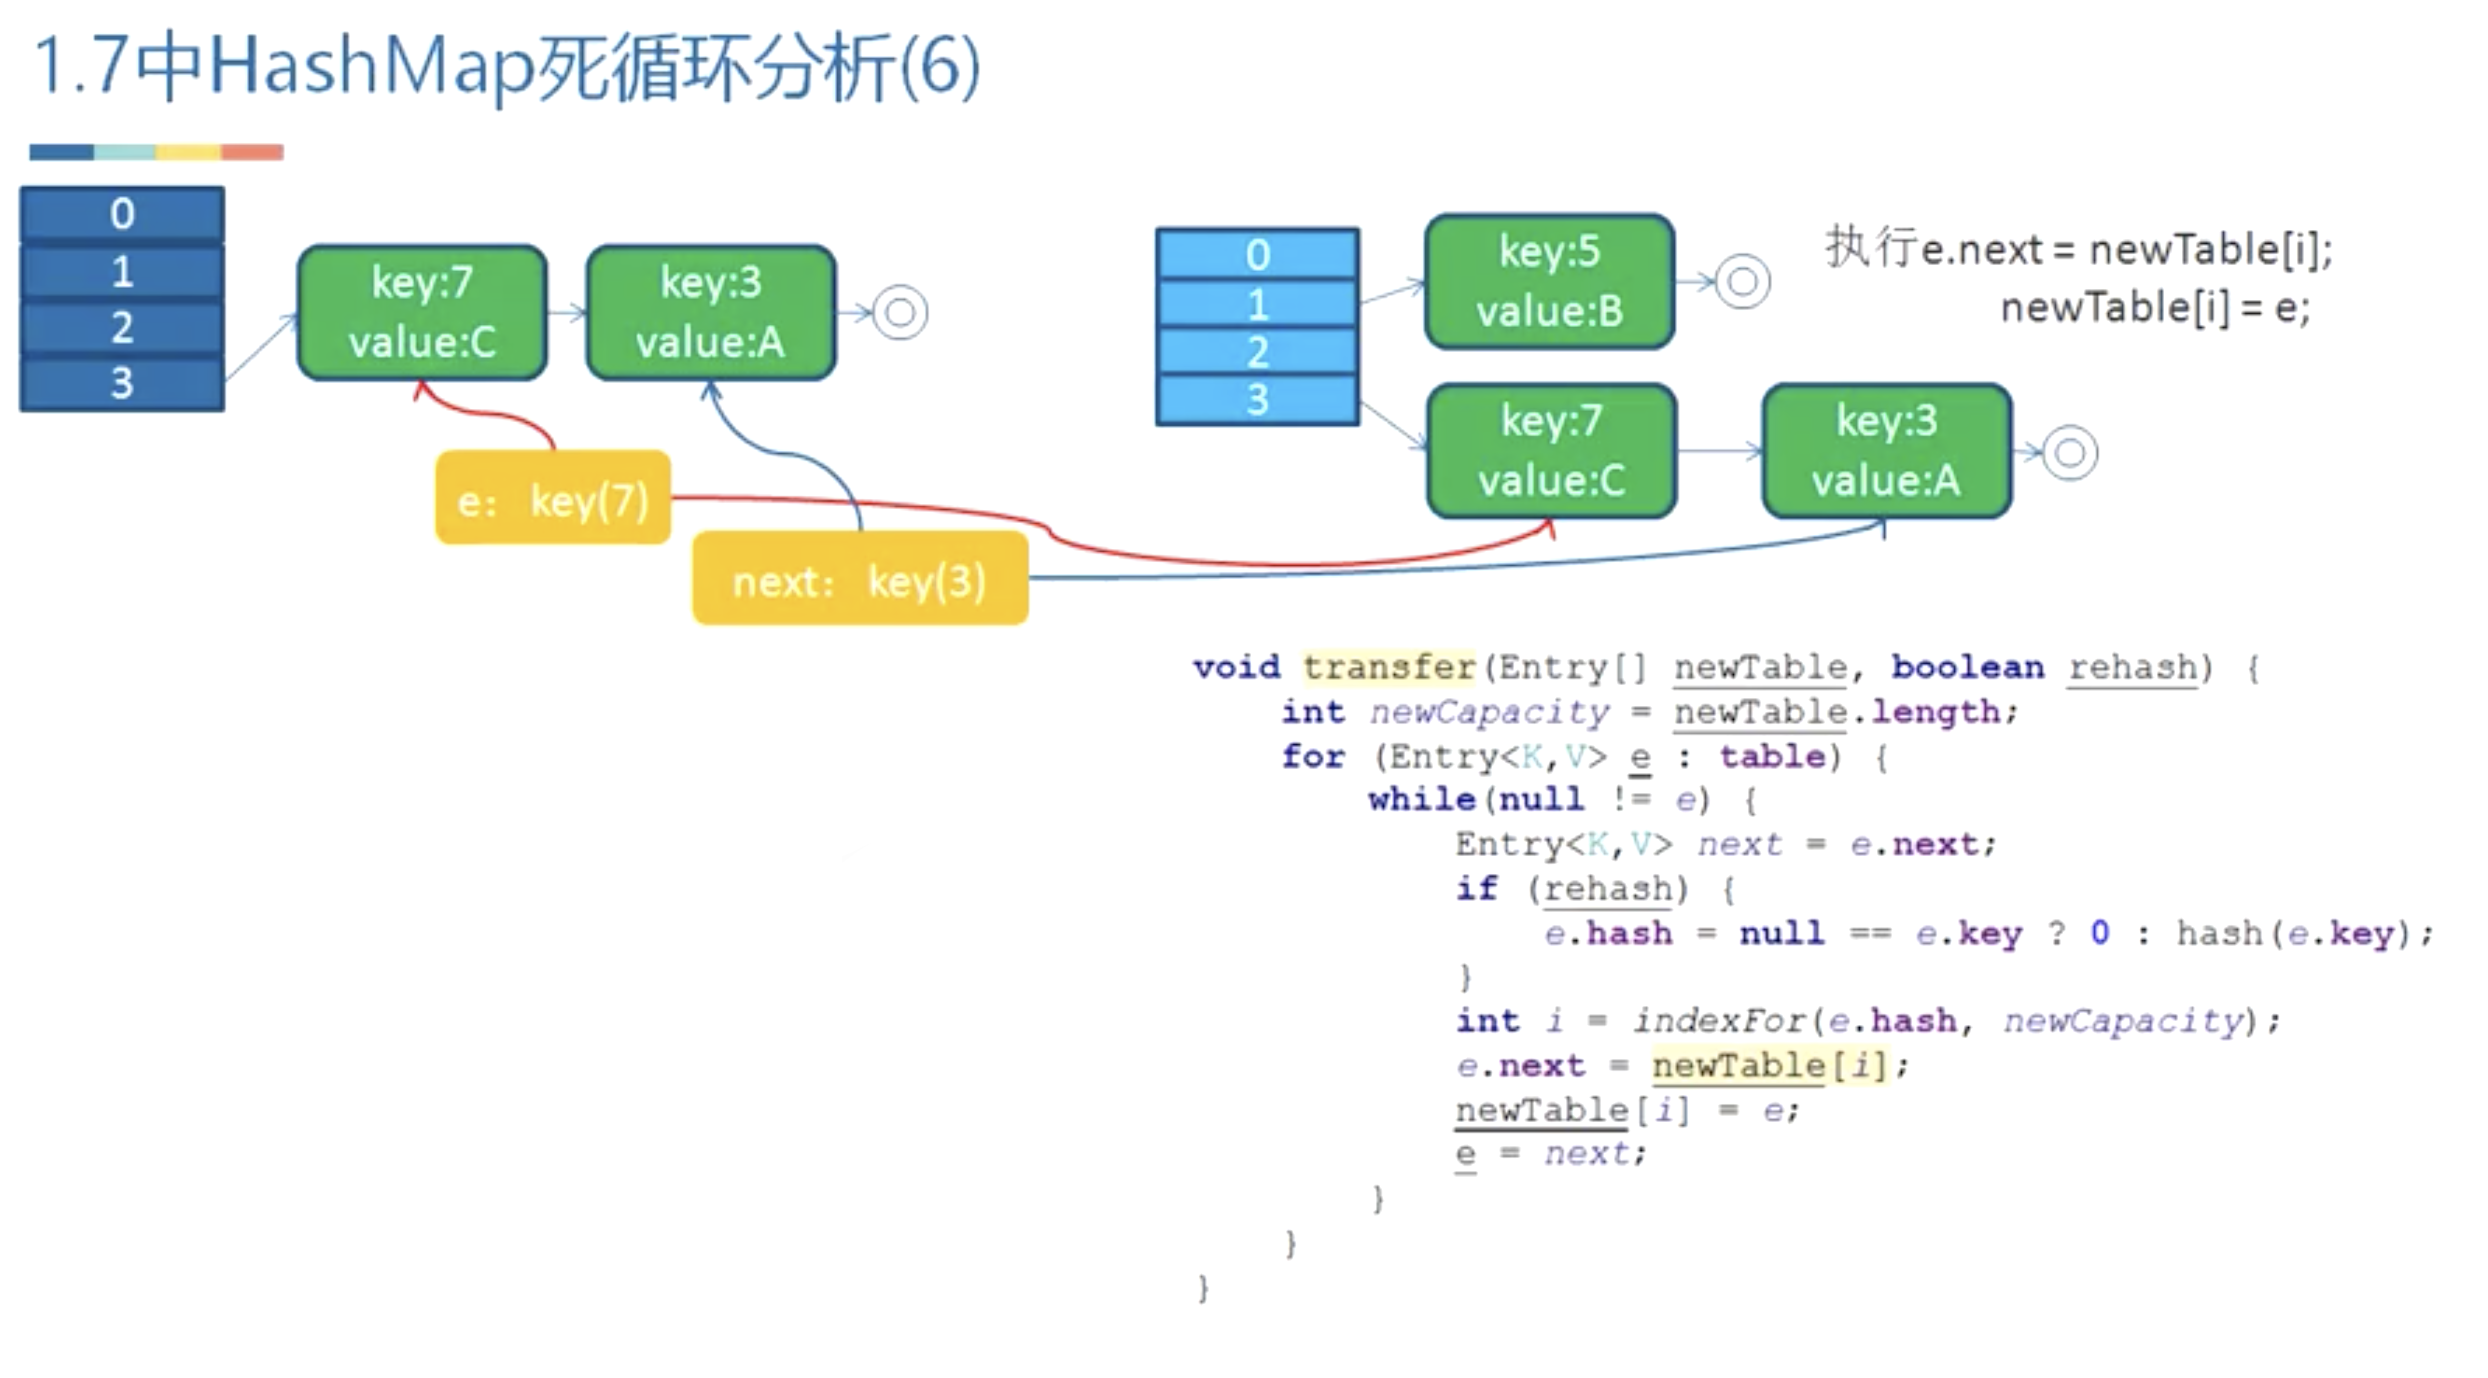 1.7中HashMap死循环分析(6)
0
1
2
3
key:7
value:C
key:3
value:A
e: key(7)
next: key(3)
0
1
2
3
key:5
value:B
key:7
value:C
key:3
value:A
执行e.next = newTable[i];
newTable[i] = e;
void transfer(Entry[] newTable, boolean rehash) {
int newCapacity = newTable.length;
for (Entry<K,V> e : table) {
while(null != e) {
Entry<K,V> next = e.next;
if (rehash) {
e.hash = null == e.key ? 0 : hash(e.key);
}
int i = indexFor(e.hash, newCapacity);
e.next = newTable[i];
newTable[i] = e;
e = next;
}
}
}